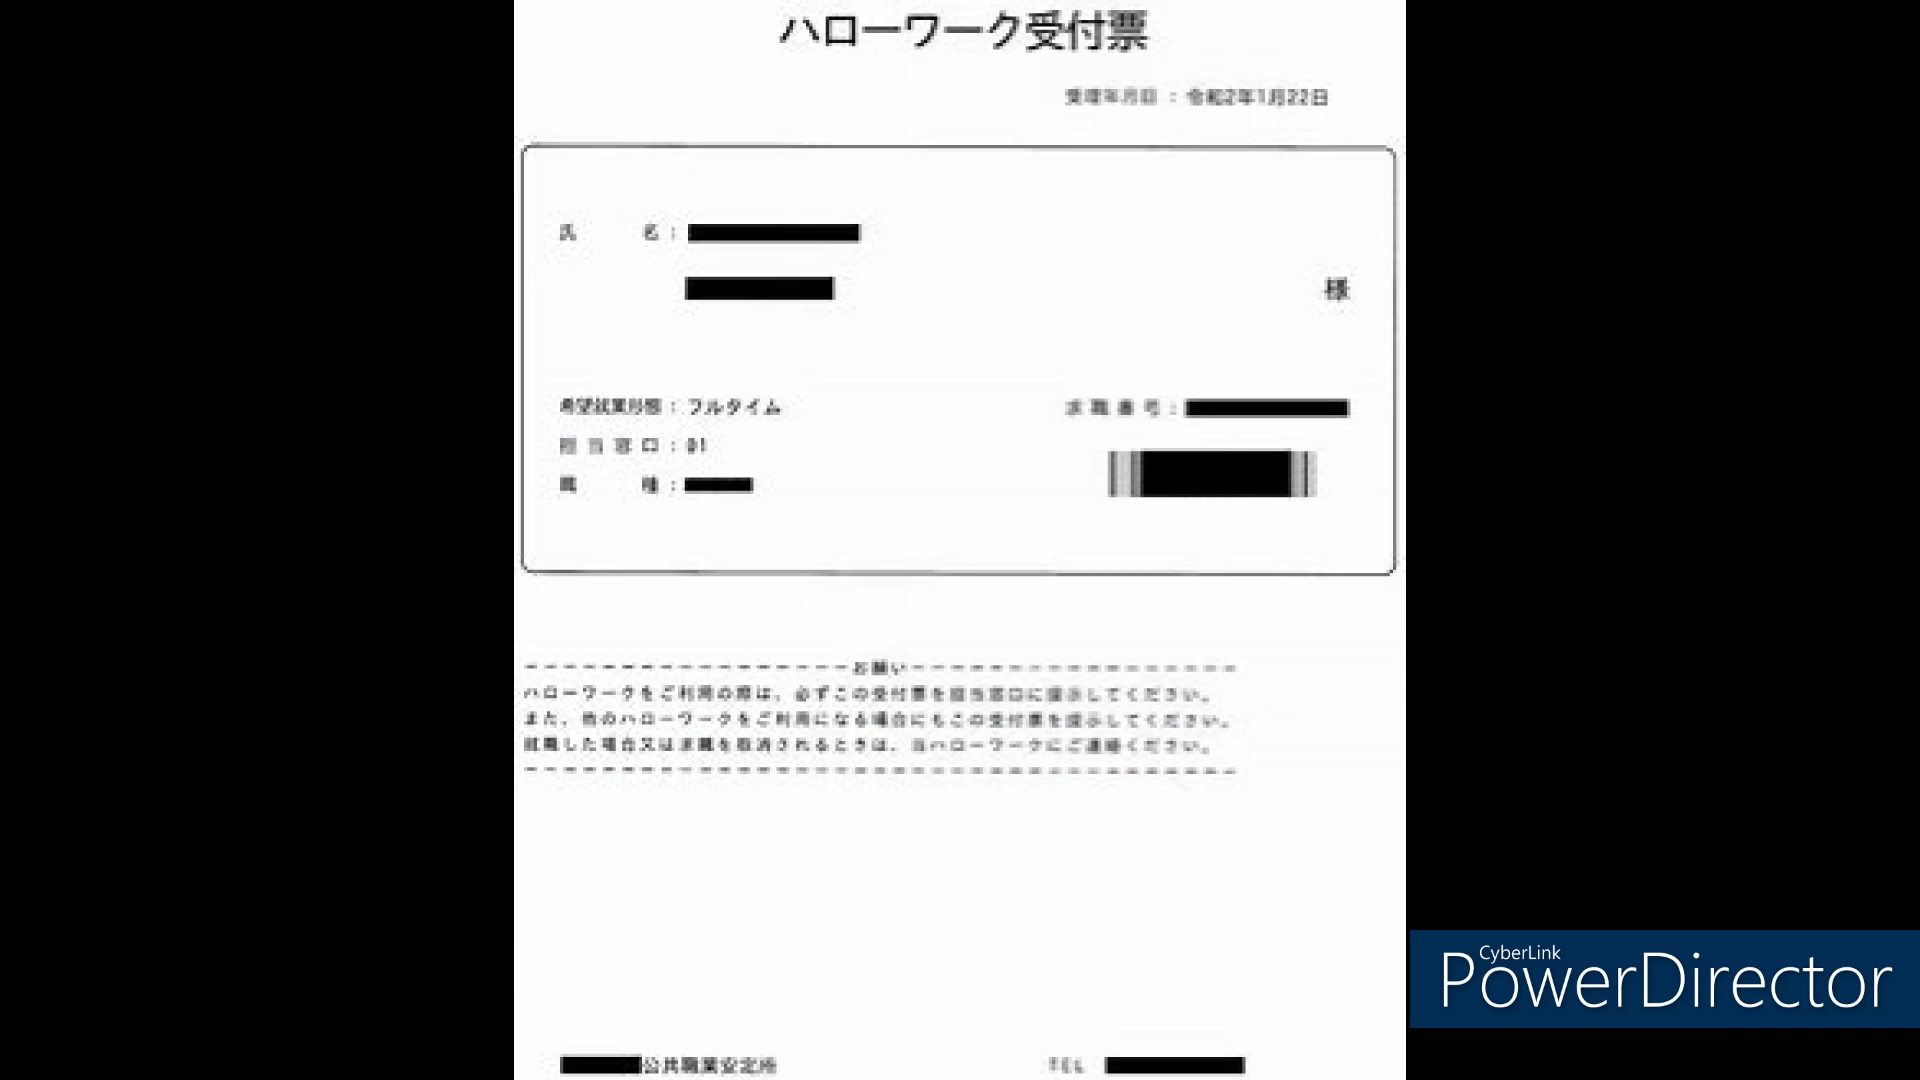 ハローワーク受付票
受理年月日 : 令和2年1月22日
氏 名 :
様
希望就業形態 : フルタイム
求職番号 :
担当窓口 : 01
職 種 :
お願い
ハローワークをご利用の際は、必ずこの受付票を担当窓口に提示してください。
また、他のハローワークをご利用になる場合にもこの受付票を提示してください。
就職した場合又は求職を取消されるときは、当ハローワークにご連絡ください。
公共職業安定所
TEL
CyberLink
PowerDirector